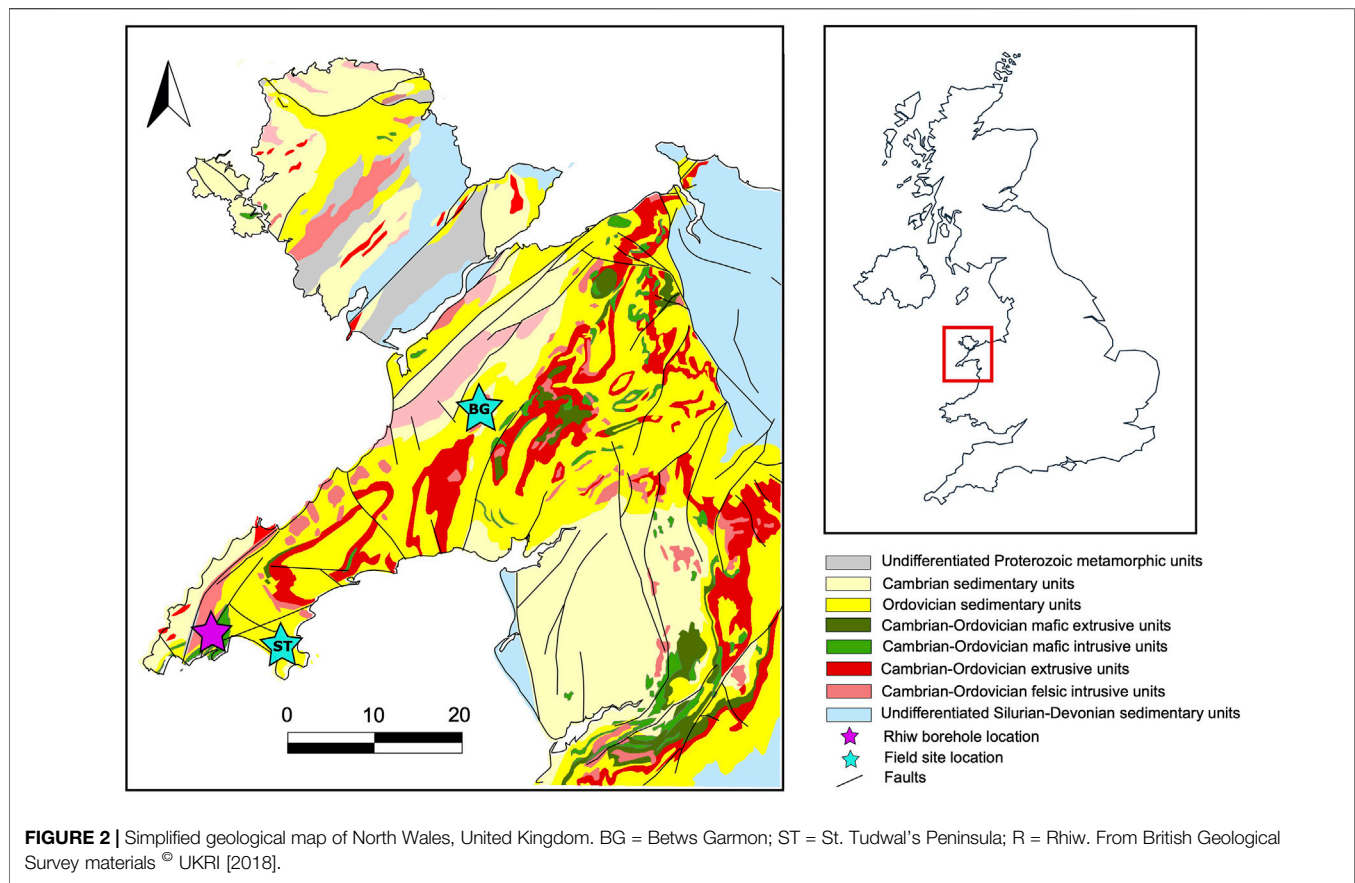 BG
ST
0 10 20
Undifferentiated Proterozoic metamorphic units
Cambrian sedimentary units
Ordovician sedimentary units
Cambrian-Ordovician mafic extrusive units
Cambrian-Ordovician mafic intrusive units
Cambrian-Ordovician extrusive units
Cambrian-Ordovician felsic intrusive units
Undifferentiated Silurian-Devonian sedimentary units
Rhiw borehole location
Field site location
Faults
FIGURE 2 | Simplified geological map of North Wales, United Kingdom. BG = Betws Garmon; ST = St. Tudwal's Peninsula; R = Rhiw. From British Geological
Survey materials © UKRI [2018].